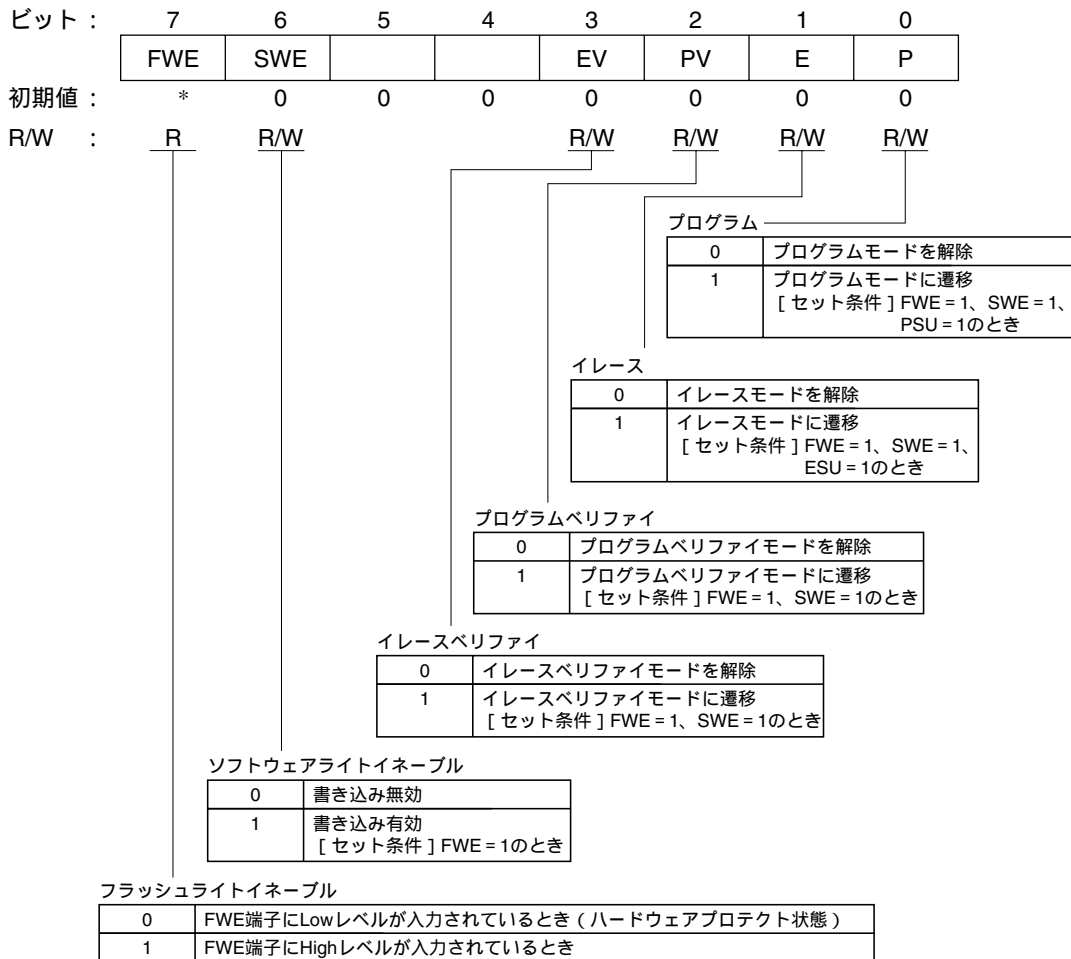 ビット： 7 6 5 4 3 2 1 0
FWE SWE EV PV E P
初期値： * 0 0 0 0 0 0 0
R/W ： R R/W R/W R/W R/W R/W
プログラム
0 プログラムモードを解除
1 プログラムモードに遷移
［セット条件］FWE = 1、SWE = 1、
PSU = 1のとき
イレース
0 イレースモードを解除
1 イレースモードに遷移
［セット条件］FWE = 1、SWE = 1、
ESU = 1のとき
プログラムベリファイ
0 プログラムベリファイモードを解除
1 プログラムベリファイモードに遷移
［セット条件］FWE = 1、SWE = 1のとき
イレースベリファイ
0 イレースベリファイモードを解除
1 イレースベリファイモードに遷移
［セット条件］FWE = 1、SWE = 1のとき
ソフトウェアライトイネーブル
0 書き込み無効
1 書き込み有効
［セット条件］FWE = 1のとき
フラッシュライトイネーブル
0 FWE端子にLowレベルが入力されているとき（ハードウェアプロテクト状態）
1 FWE端子にHighレベルが入力されているとき